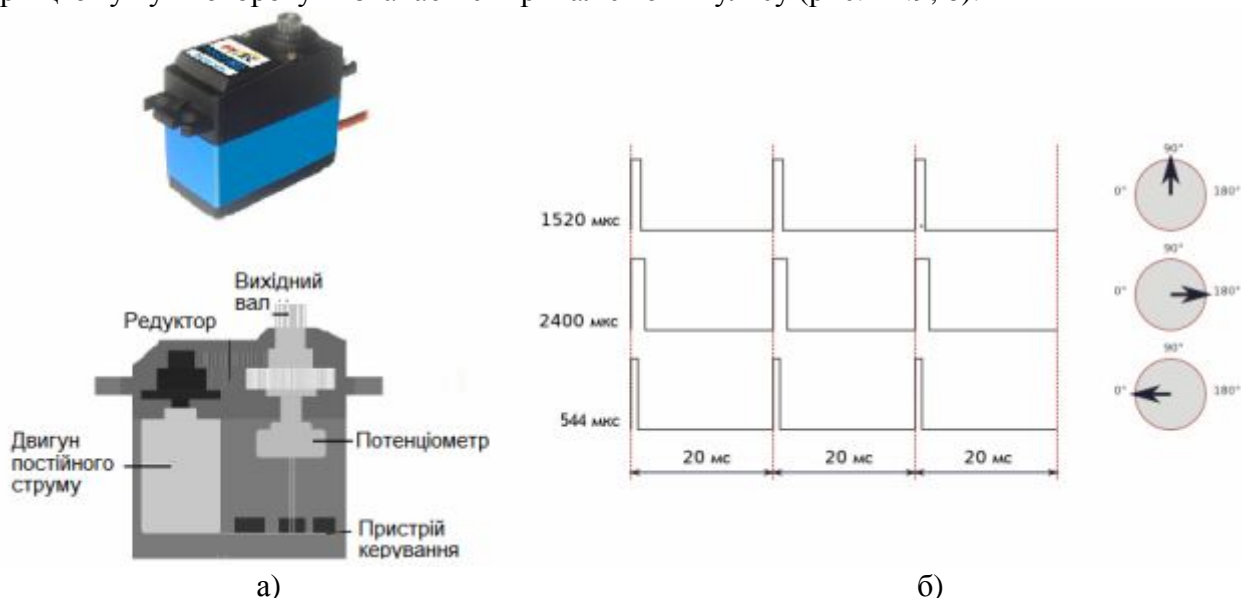 Вихідний
вал
Редуктор
Двигун
постійного
струму
Потенціометр
Пристрій
керування
а)
1520 мкс
90°
0°
180°
2400 мкс
90°
0°
180°
544 мкс
90°
0°
180°
20 мс
20 мс
20 мс
б)